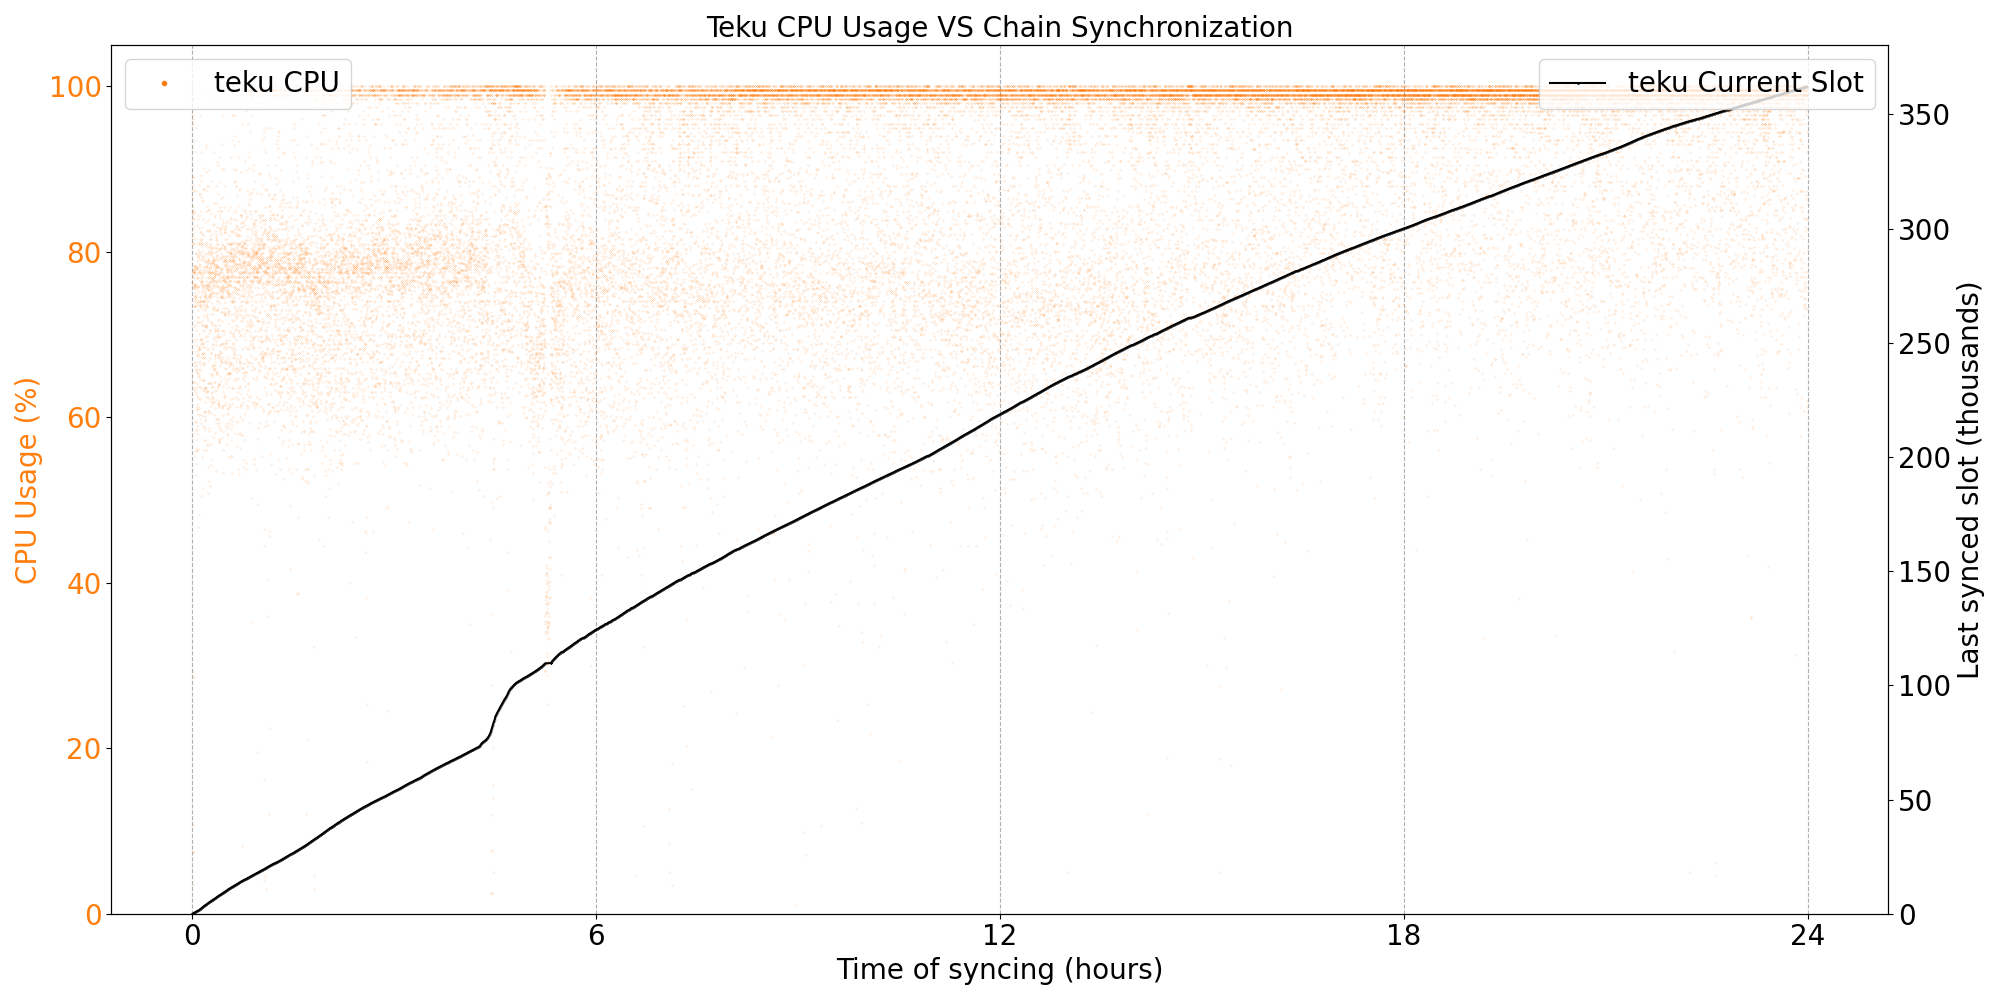 Teku CPU Usage VS Chain Synchronization
teku CPU
teku Current Slot
CPU Usage (%)
100
80
60
40
20
0
Last synced slot (thousands)
350
300
250
200
150
100
50
0
0 6 12 18 24
Time of syncing (hours)